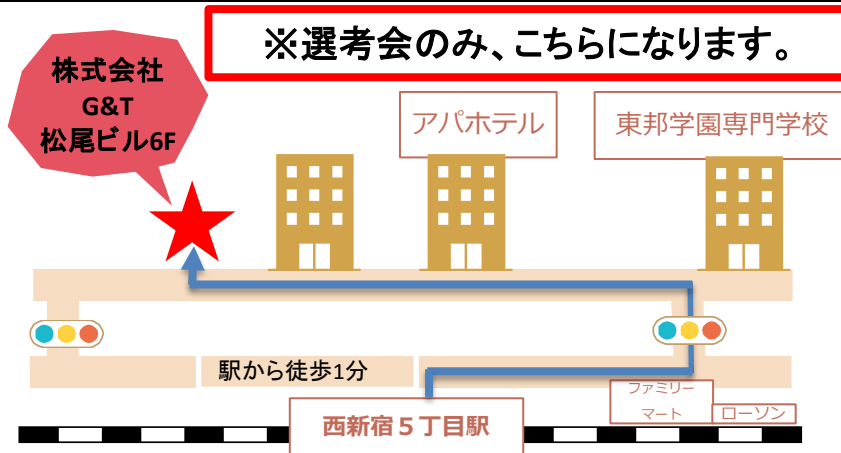 ※選考会のみ、こちらになります。
株式会社
G&T
松尾ビル6F
アパホテル
東邦学園専門学校
駅から徒歩1分
ファミリー
マート
ローソン
西新宿５丁目駅